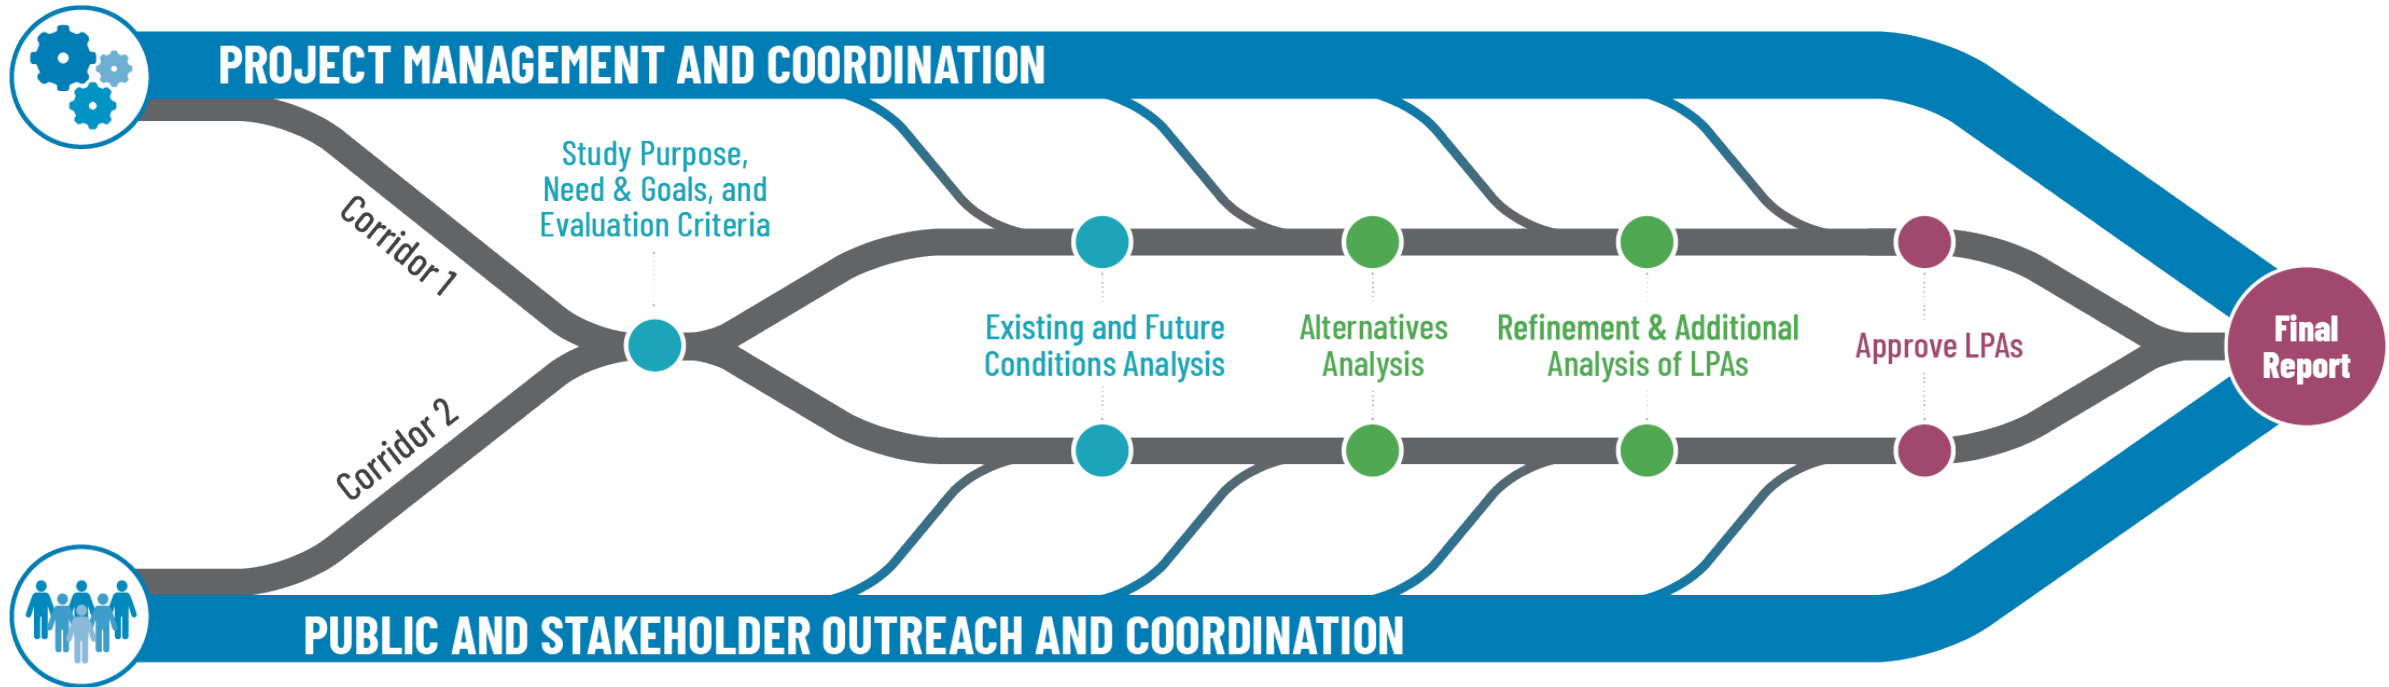 PROJECT MANAGEMENT AND COORDINATION
Corridor 1
Study Purpose,
Need & Goals, and
Evaluation Criteria
Corridor 2
Existing and Future
Conditions Analysis
Alternatives
Analysis
Refinement & Additional
Analysis of LPAs
Approve LPAs
Final
Report
PUBLIC AND STAKEHOLDER OUTREACH AND COORDINATION